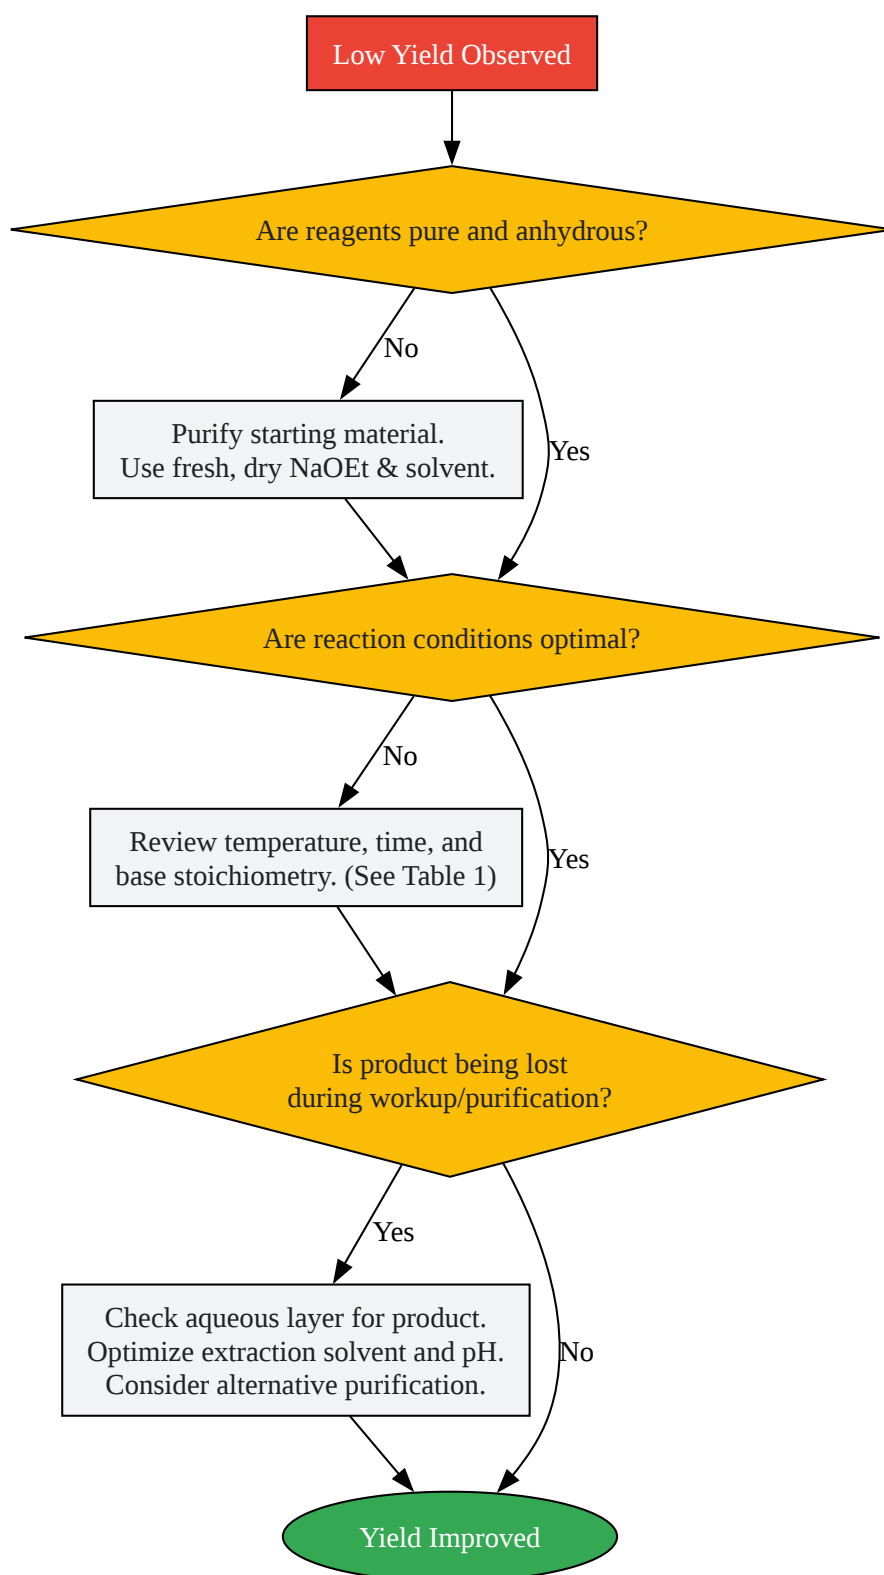 Low Yield Observed
Are reagents pure and anhydrous?
No
Purify starting material.
Use fresh, dry NaOEt & solvent.
Yes
Are reaction conditions optimal?
No
Review temperature, time, and
base stoichiometry. (See Table 1)
Yes
Is product being lost
during workup/purification?
Yes
Check aqueous layer for product.
Optimize extraction solvent and pH.
Consider alternative purification.
No
Yield Improved